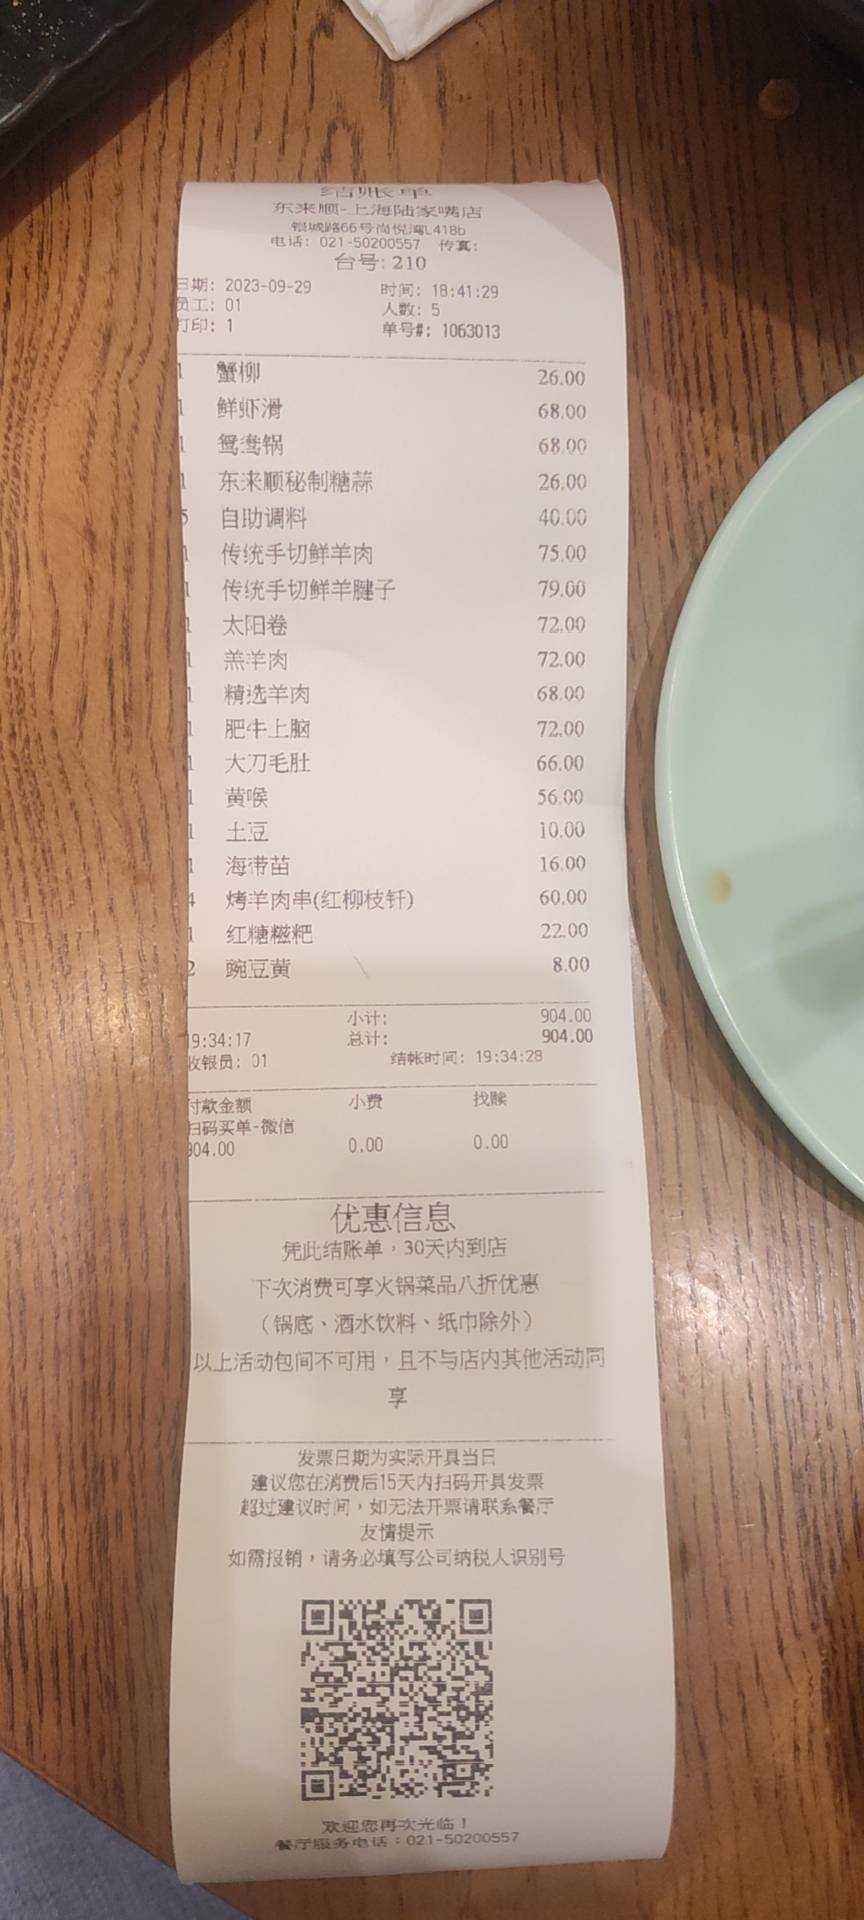 结账单
东来顺-上海陆家嘴店
银城路66号尚悦湾L418b
电话: 021-50200557 传真:
台号: 210
日期: 2023-09-29 时间: 18:41:29
员工: 01 人数: 5
打印: 1 单号#: 1063013
1 蟹柳 26.00
1 鲜虾滑 68.00
1 鸳鸯锅 68.00
1 东来顺秘制糖蒜 26.00
5 自助调料 40.00
1 传统手切鲜羊肉 75.00
1 传统手切鲜羊腱子 79.00
1 太阳卷 72.00
1 羔羊肉 72.00
1 精选羊肉 68.00
1 肥牛上脑 72.00
1 大刀毛肚 66.00
1 黄喉 56.00
1 土豆 10.00
1 海带苗 16.00
4 烤羊肉串(红柳枝钎) 60.00
1 红糖糍粑 22.00
2 豌豆黄 8.00
小计: 904.00
19:34:17 总计: 904.00
收银员: 01 结帐时间: 19:34:28
付款金额 小费 找赎
扫码买单-微信
904.00 0.00 0.00
优惠信息
凭此结账单，30天内到店
下次消费可享火锅菜品八折优惠
（锅底、酒水饮料、纸巾除外）
以上活动包间不可用，且不与店内其他活动同
享
发票日期为实际开具当日
建议您在消费后15天内扫码开具发票
超过建议时间，如无法开票请联系餐厅
友情提示
如需报销，请务必填写公司纳税人识别号
欢迎您再次光临！
餐厅服务电话：021-50200557